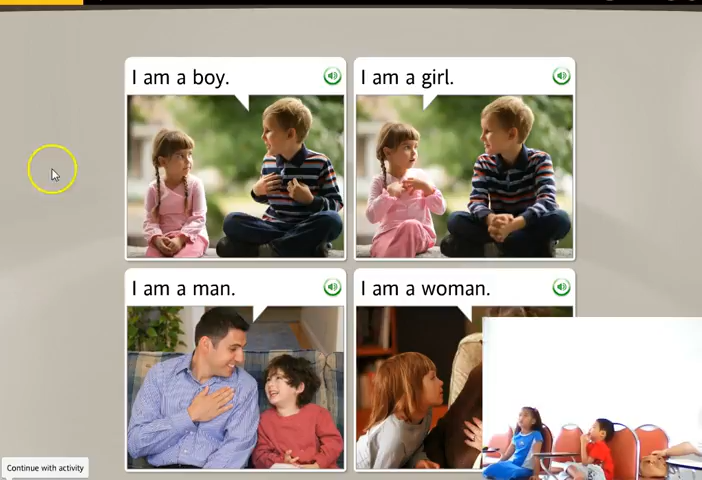 I am a boy.
I am a girl.
I am a man.
I am a woman.
Continue with activity